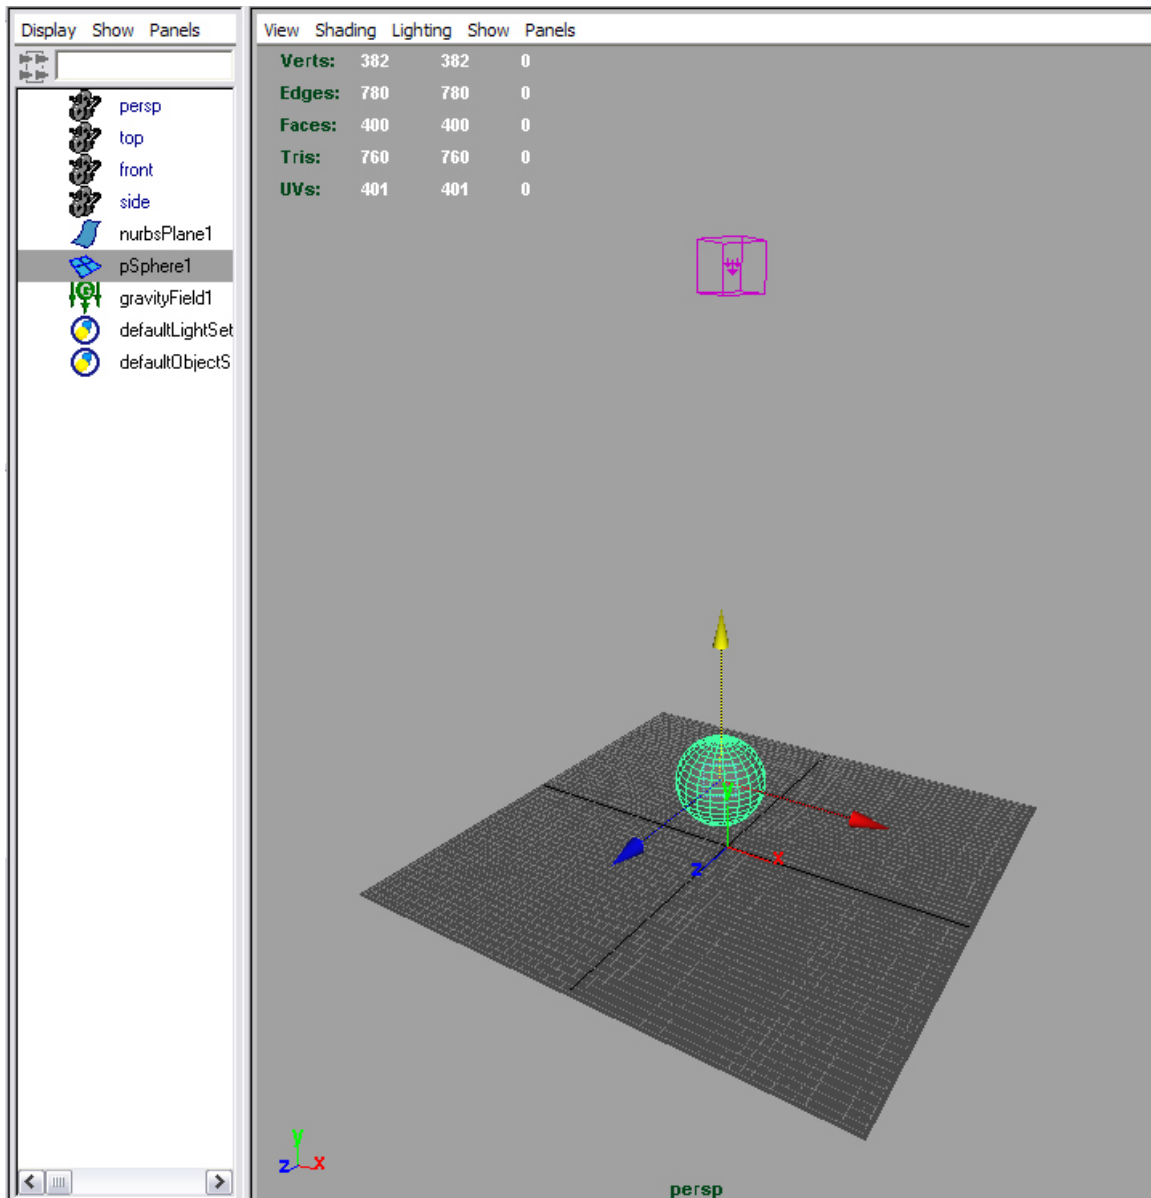 Display Show Panels
persp
top
front
side
nurbsPlane1
pSphere1
G
gravityField1
defaultLightSet
defaultObjectS
View Shading Lighting Show Panels
Verts: 382 382 0
Edges: 780 780 0
Faces: 400 400 0
Tris: 760 760 0
UVs: 401 401 0
y
x
z
y
z x
persp